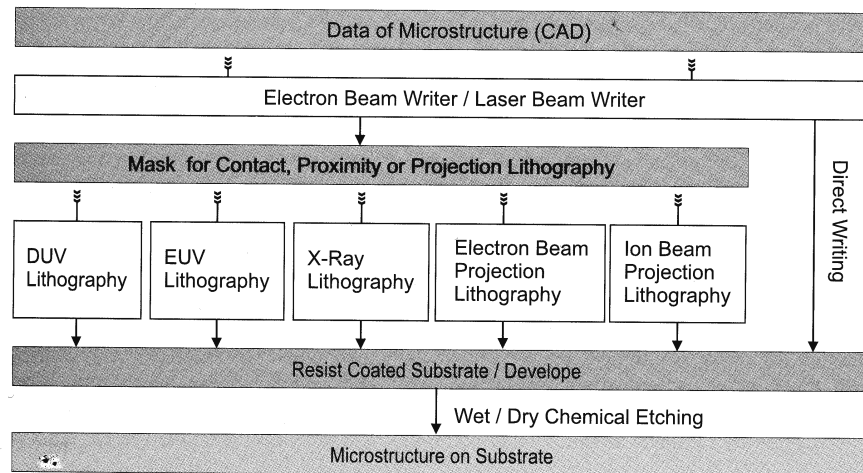 Data of Microstructure (CAD)
Electron Beam Writer / Laser Beam Writer
Mask for Contact, Proximity or Projection Lithography
Direct Writing
DUV
Lithography
EUV
Lithography
X-Ray
Lithography
Electron Beam
Projection
Lithography
Ion Beam
Projection
Lithography
Resist Coated Substrate / Develope
Wet / Dry Chemical Etching
Microstructure on Substrate